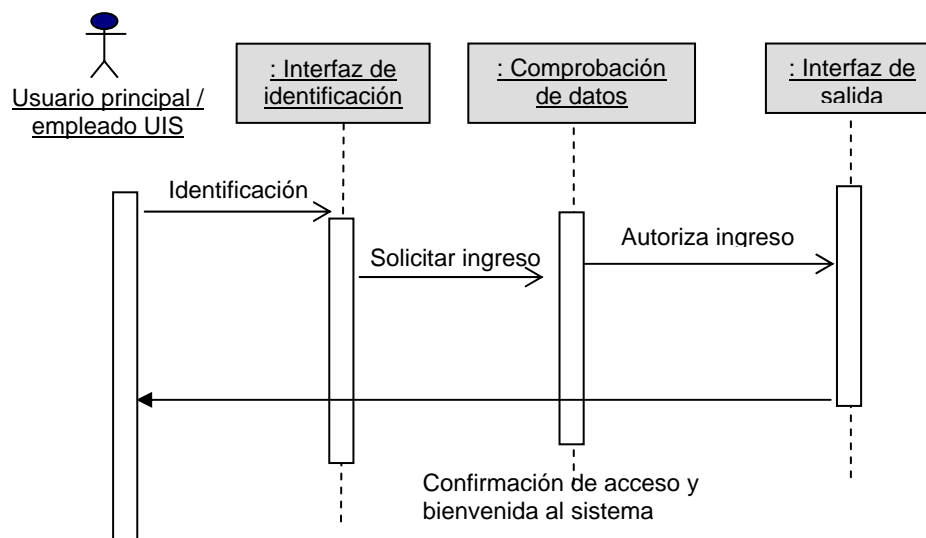 Usuario principal /
empleado UIS
: Interfaz de
identificación
: Comprobación
de datos
: Interfaz de
salida
Identificación
Solicitar ingreso
Autoriza ingreso
Confirmación de acceso y
bienvenida al sistema